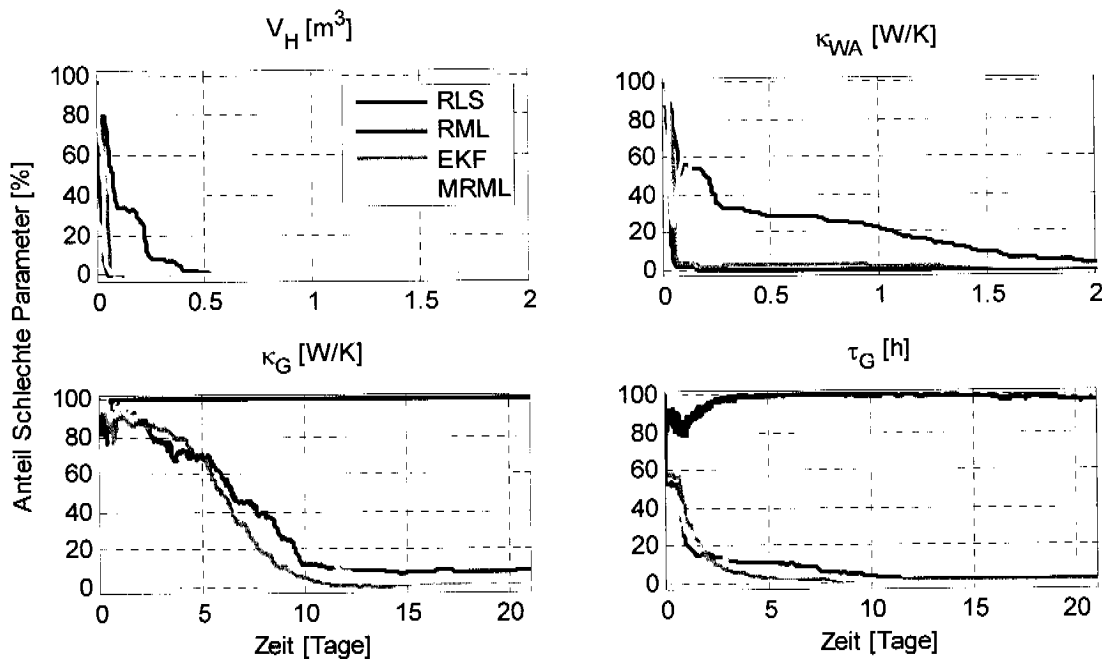 V_H [m³]
κ_WA [W/K]
100
80
60
40
20
0
RLS
RML
EKF
MRML
0 0.5 1 1.5 2
100
80
60
40
20
0
0 0.5 1 1.5 2
Anteil Schlechte Parameter [%]
κ_G [W/K]
τ_G [h]
100
80
60
40
20
0
0 5 10 15 20
Zeit [Tage]
100
80
60
40
20
0
0 5 10 15 20
Zeit [Tage]